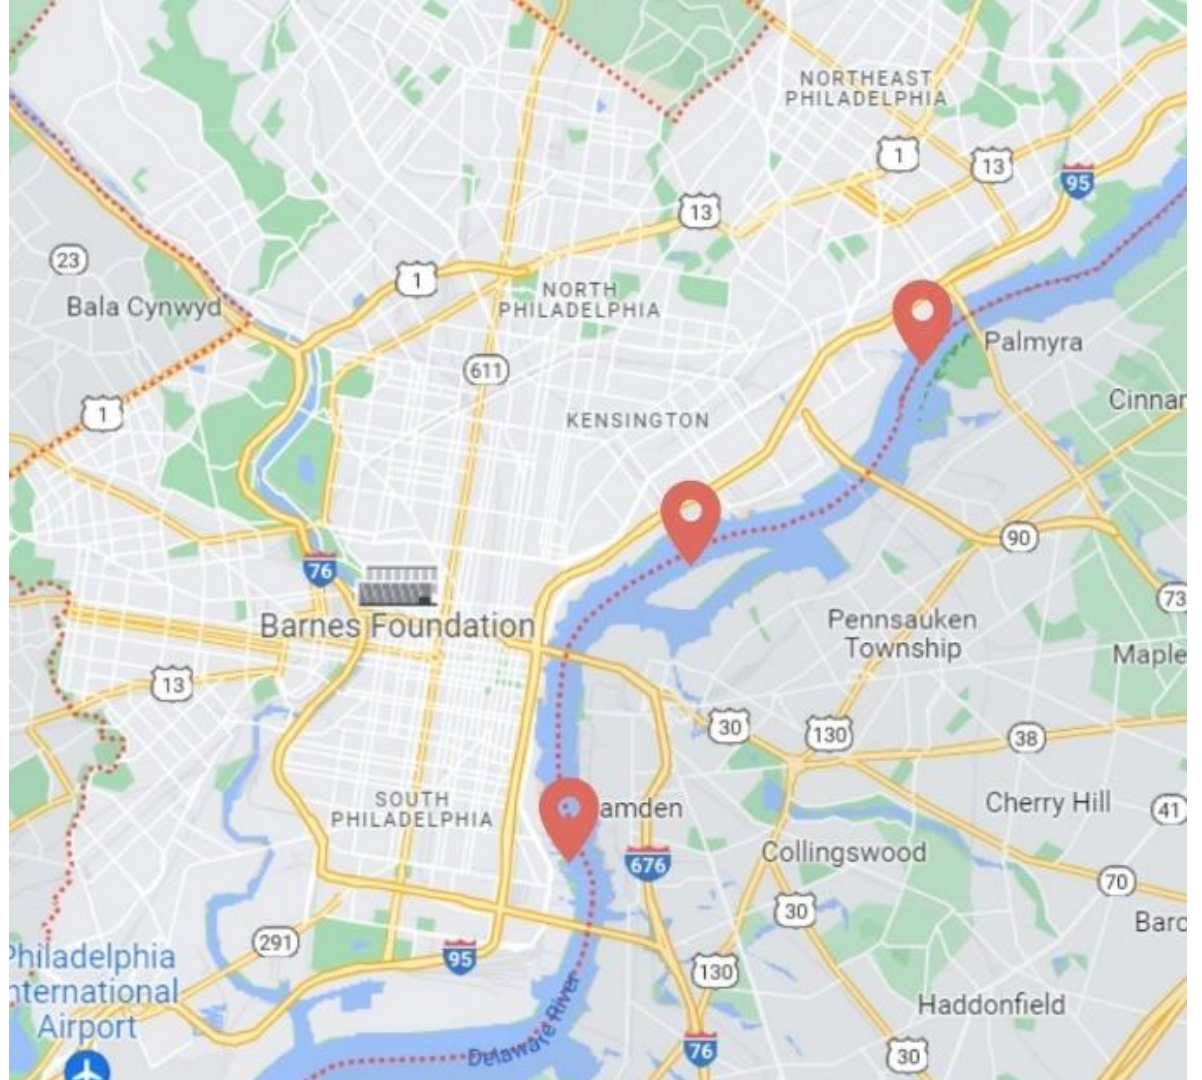 NORTHEAST
PHILADELPHIA
1
13
95
13
23
1
NORTH
PHILADELPHIA
Bala Cynwyd
Palmyra
611
1
Cinnar
KENSINGTON
90
76
73
Barnes Foundation
Pennsauken
Township
Maple
13
30
130
38
SOUTH
PHILADELPHIA
amden
Cherry Hill
41
Collingswood
676
70
30
Baro
291
95
Philadelphia
nternational
Airport
130
Delaware River
Haddonfield
76
30